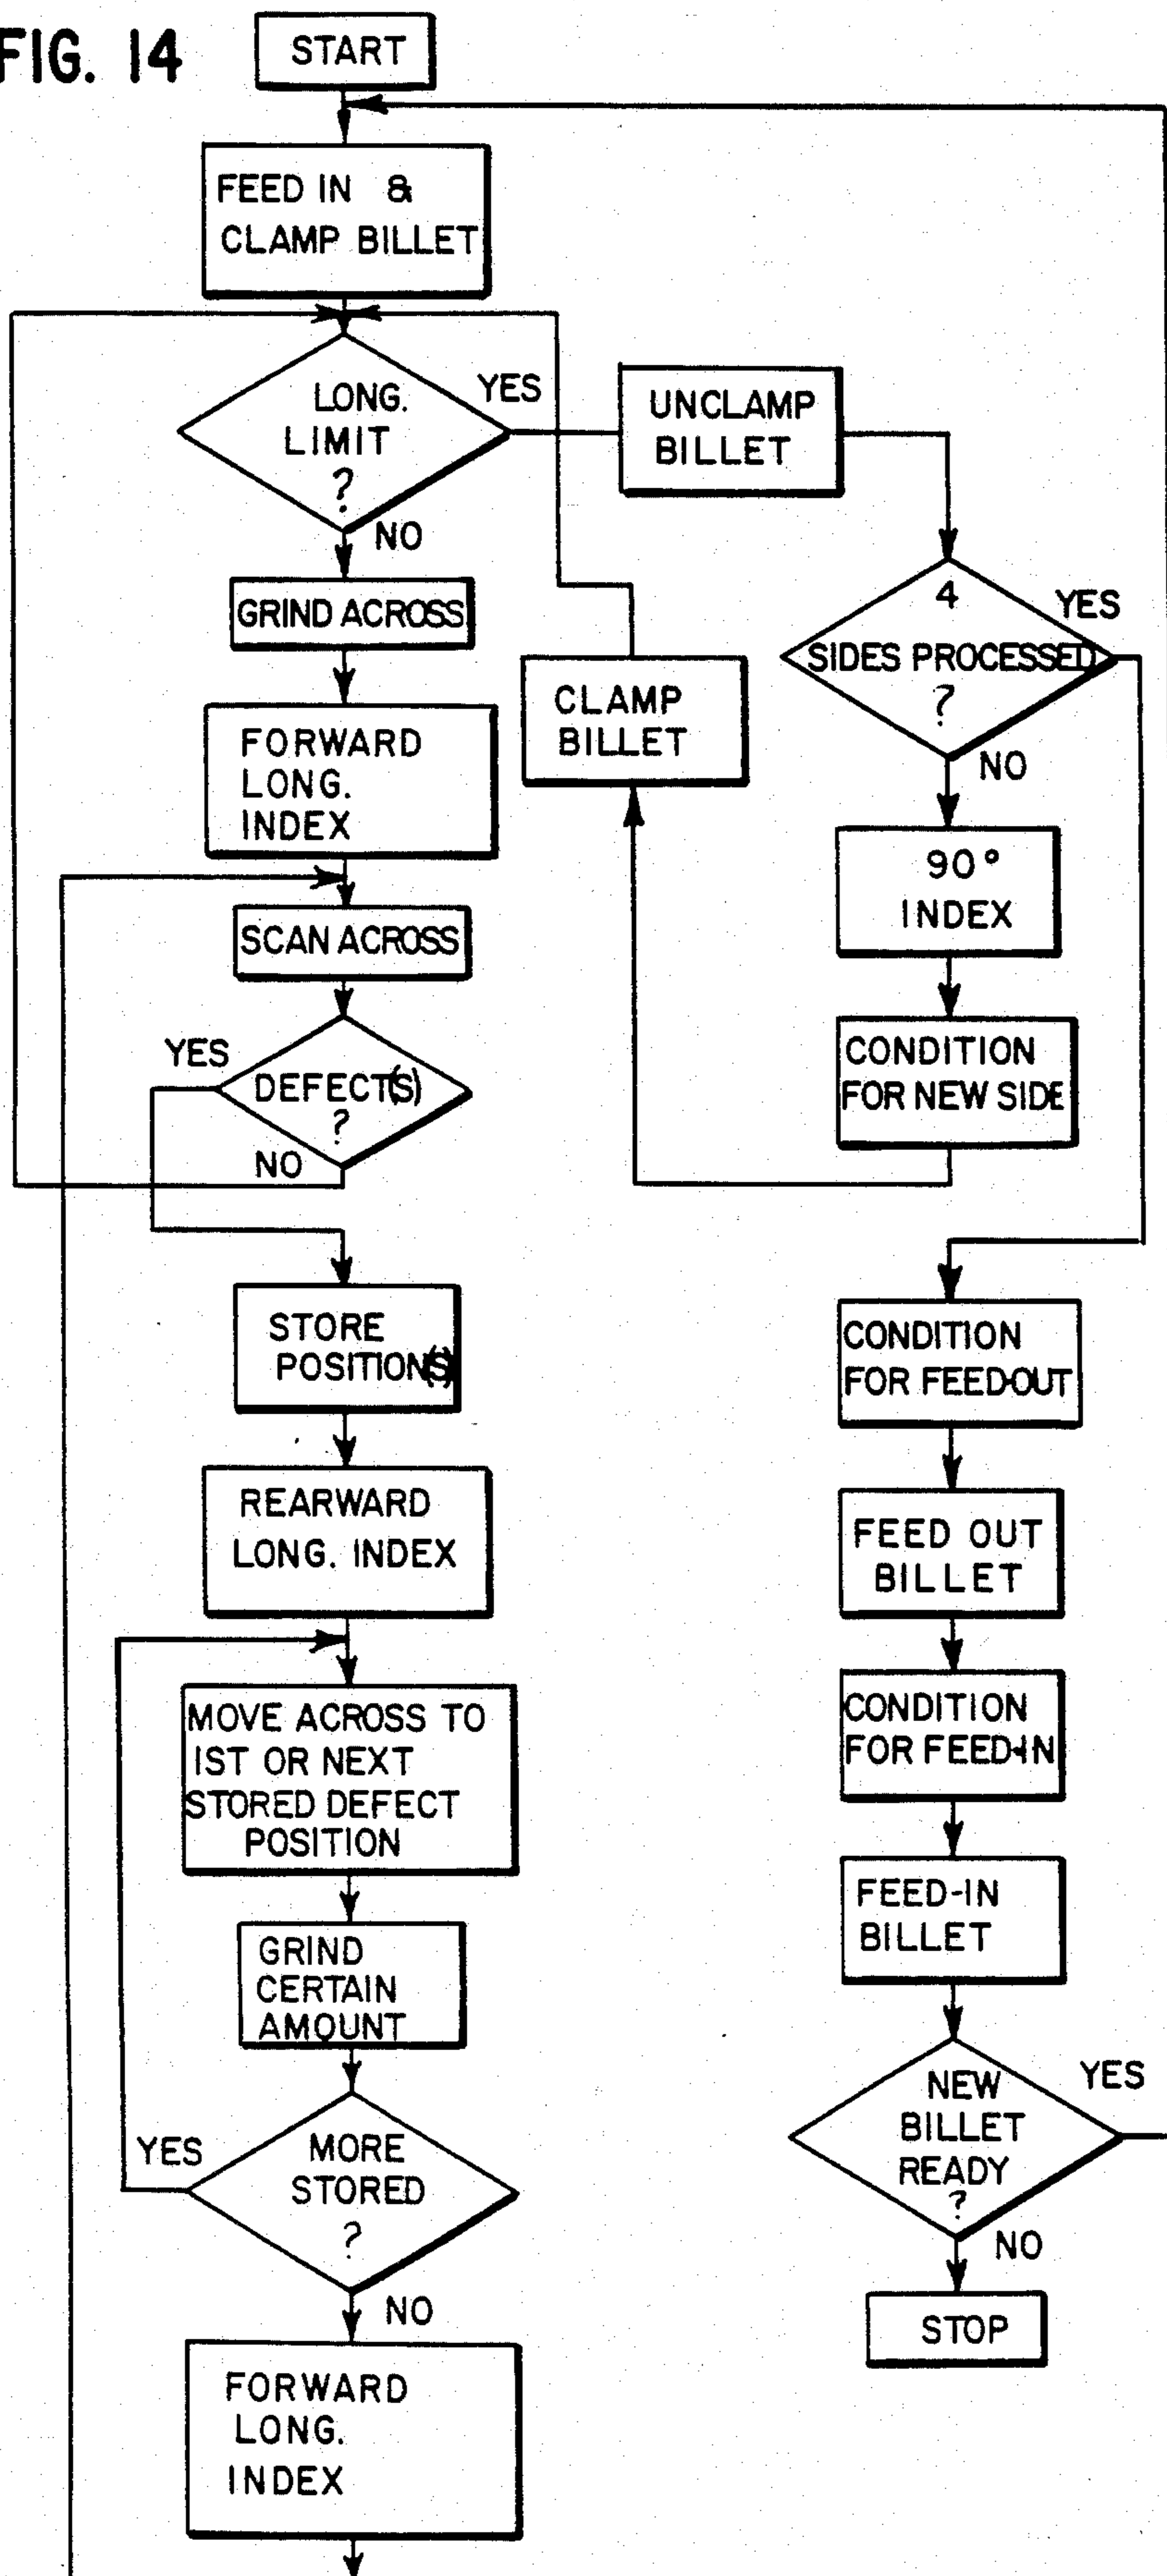 FIG. 14
START
FEED IN &
CLAMP BILLET
LONG.
LIMIT
?
YES
NO
GRIND ACROSS
FORWARD
LONG.
INDEX
SCAN ACROSS
YES
DEFECT(S)
?
NO
STORE
POSITION(S)
REARWARD
LONG. INDEX
MOVE ACROSS TO
1ST OR NEXT
STORED DEFECT
POSITION
GRIND
CERTAIN
AMOUNT
YES
MORE
STORED
?
NO
FORWARD
LONG.
INDEX
UNCLAMP
BILLET
CLAMP
BILLET
4
SIDES PROCESSED
?
YES
NO
90°
INDEX
CONDITION
FOR NEW SIDE
CONDITION
FOR FEED-OUT
FEED OUT
BILLET
CONDITION
FOR FEED-IN
FEED-IN
BILLET
NEW
BILLET
READY
?
YES
NO
STOP